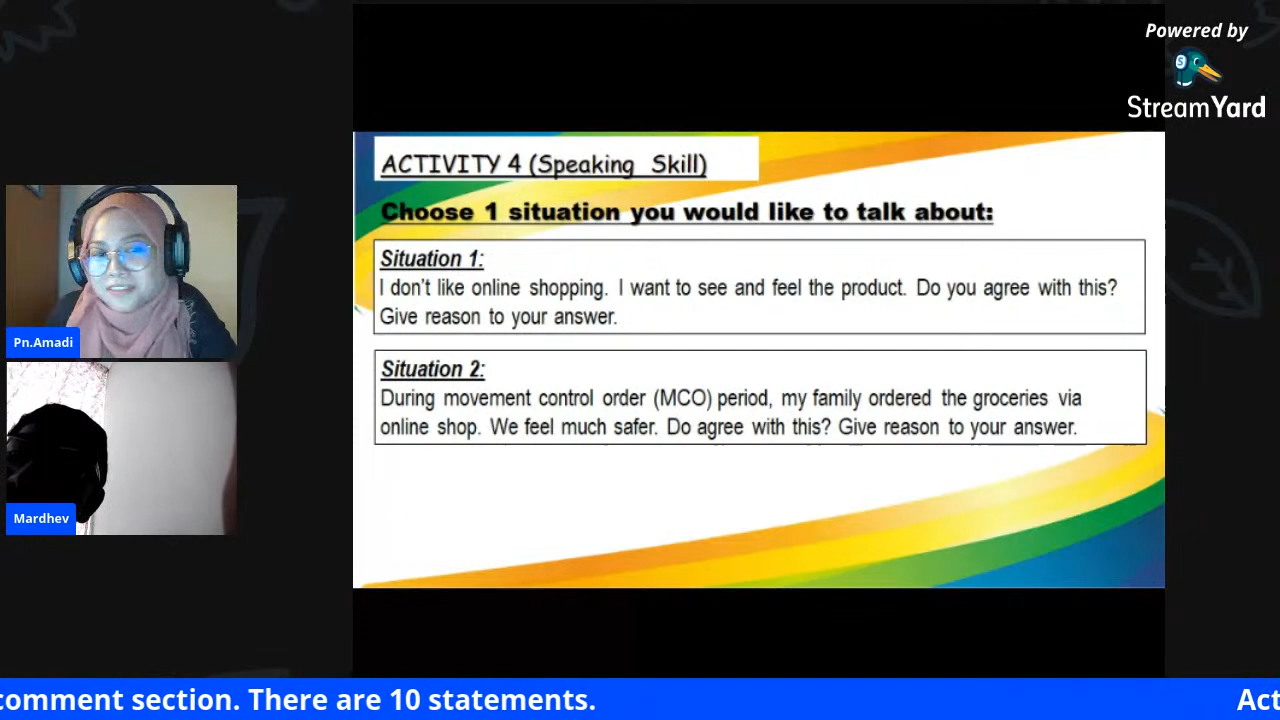 Powered by
StreamYard
ACTIVITY 4 (Speaking Skill)
Choose 1 situation you would like to talk about:
Situation 1:
I don't like online shopping. I want to see and feel the product. Do you agree with this?
Give reason to your answer.
Situation 2:
During movement control order (MCO) period, my family ordered the groceries via
online shop. We feel much safer. Do agree with this? Give reason to your answer.
Pn.Amadi
Mardhev
comment section. There are 10 statements.
Act